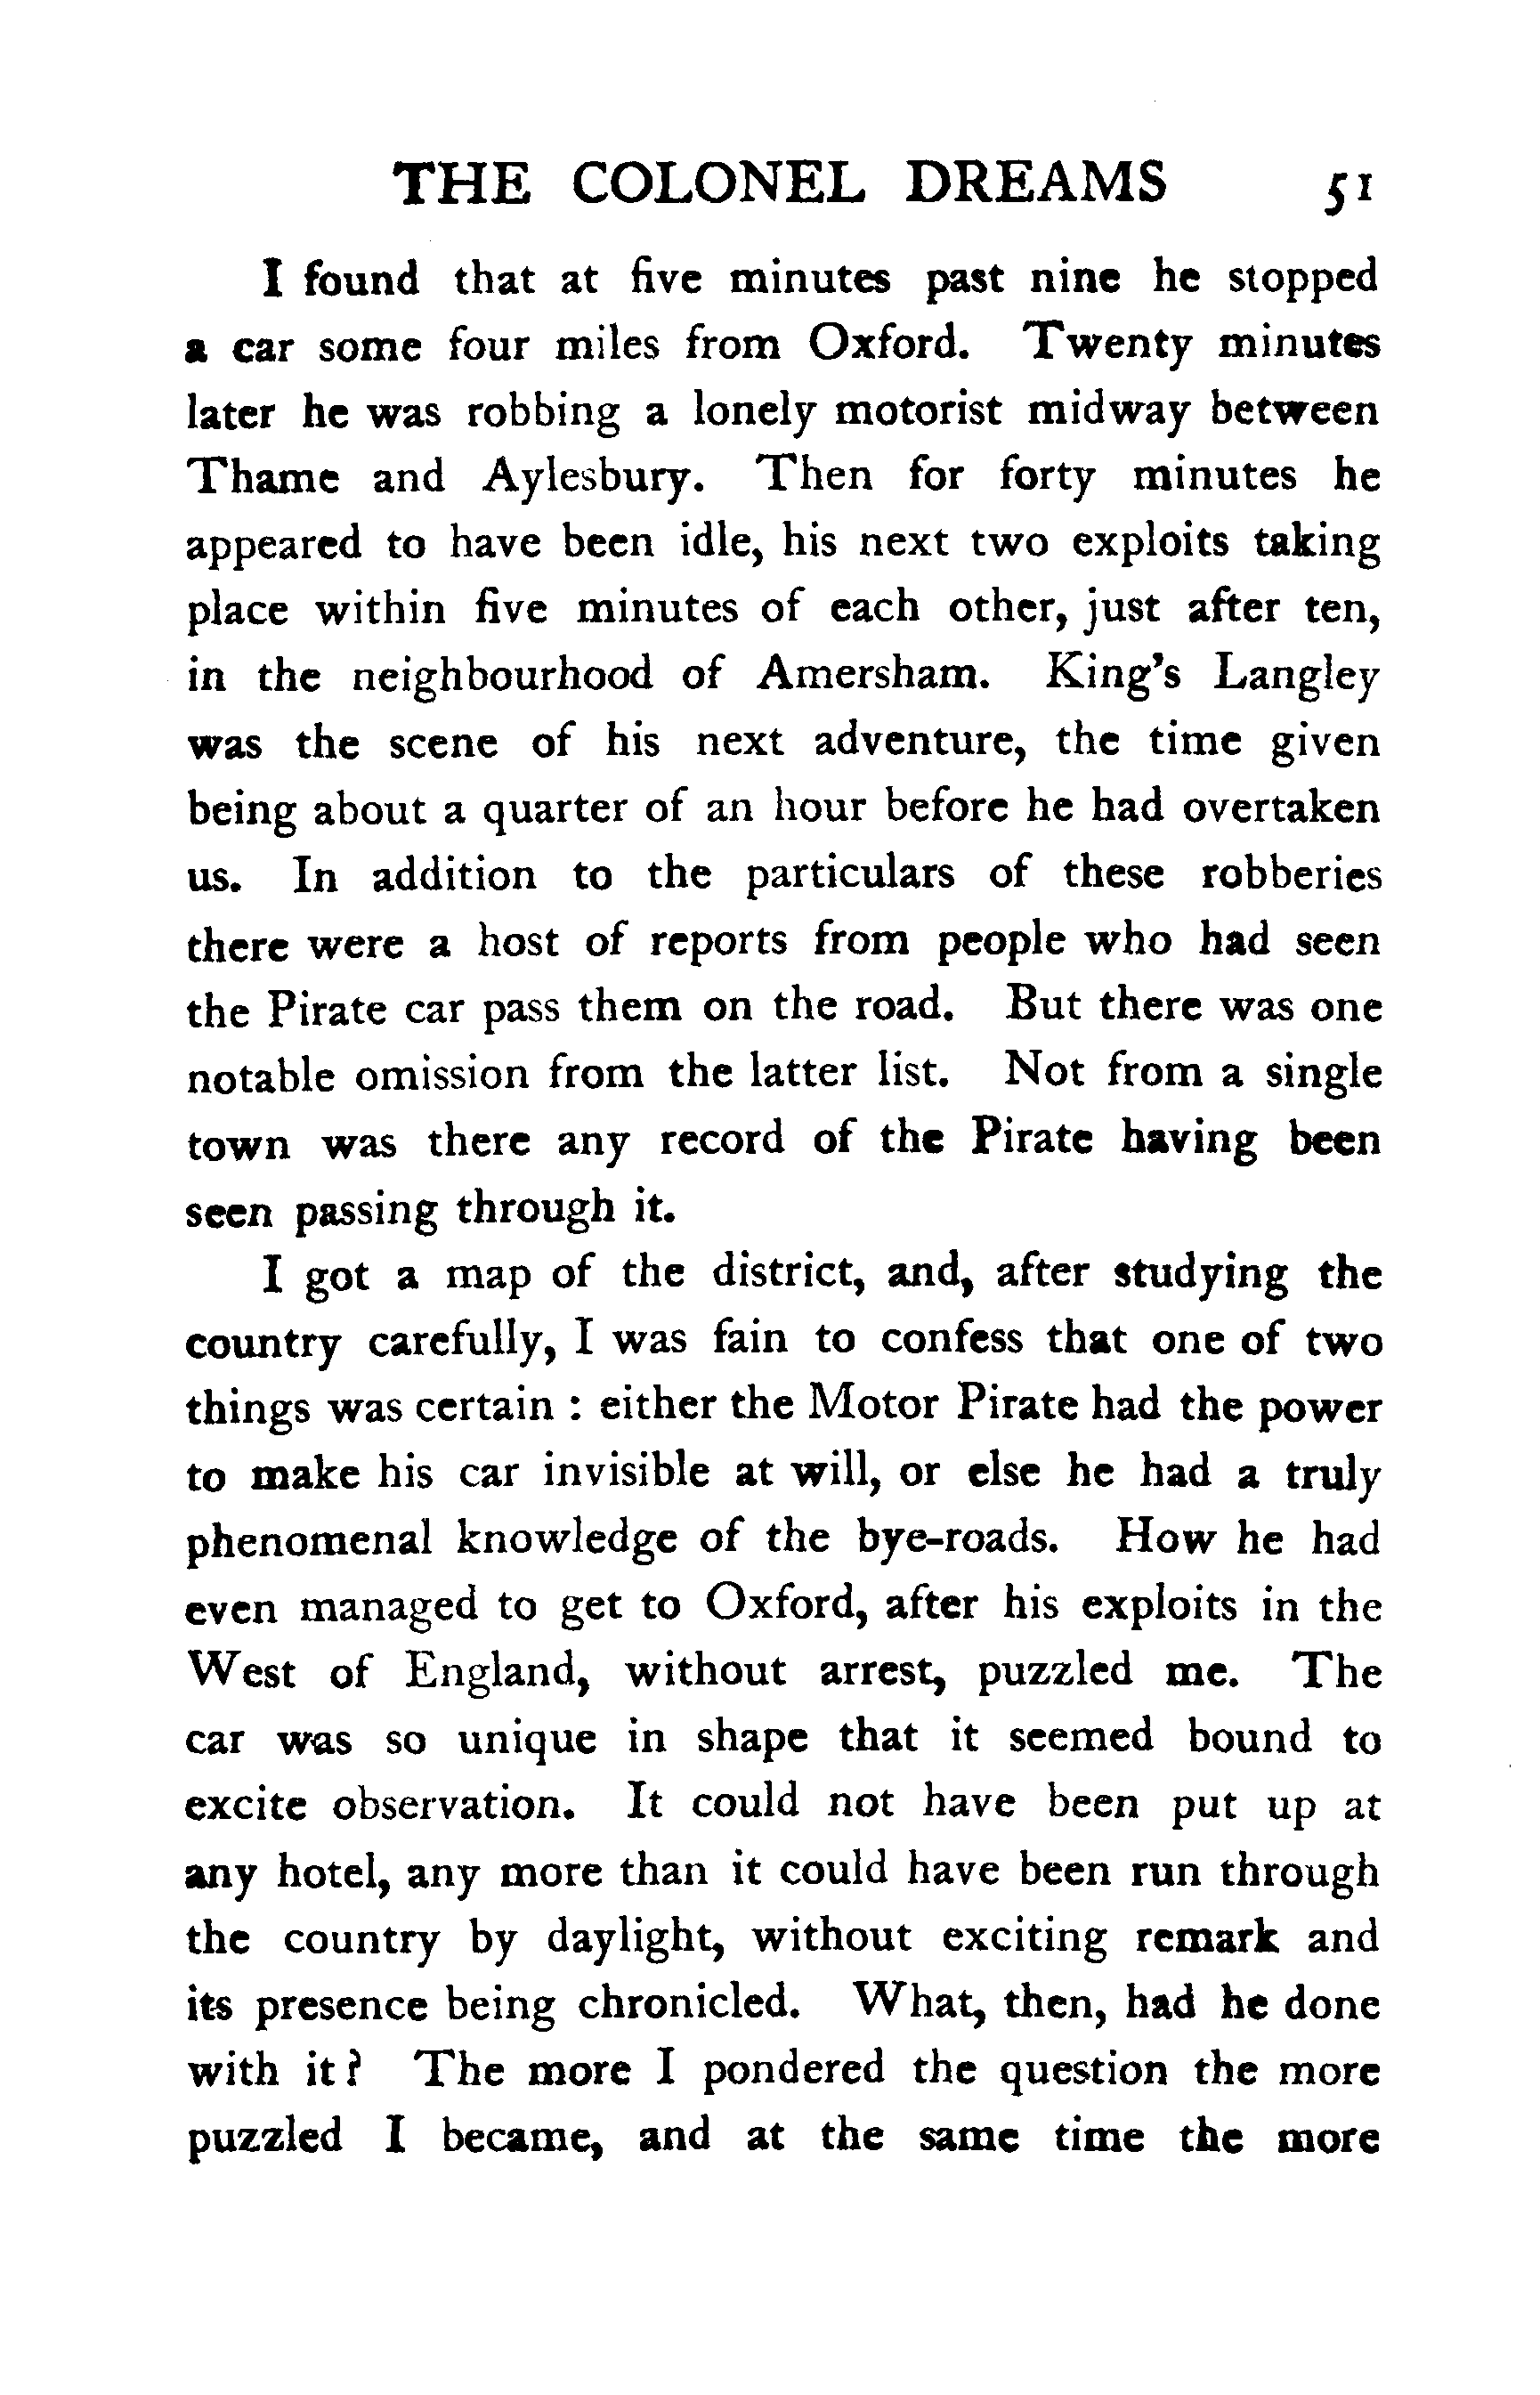 THE COLONEL DREAMS 51
I found that at five minutes past nine he stopped
a car some four miles from Oxford. Twenty minutes
later he was robbing a lonely motorist midway between
Thame and Aylesbury. Then for forty minutes he
appeared to have been idle, his next two exploits taking
place within five minutes of each other, just after ten,
in the neighbourhood of Amersham. King's Langley
was the scene of his next adventure, the time given
being about a quarter of an hour before he had overtaken
us. In addition to the particulars of these robberies
there were a host of reports from people who had seen
the Pirate car pass them on the road. But there was one
notable omission from the latter list. Not from a single
town was there any record of the Pirate having been
seen passing through it.
I got a map of the district, and, after studying the
country carefully, I was fain to confess that one of two
things was certain : either the Motor Pirate had the power
to make his car invisible at will, or else he had a truly
phenomenal knowledge of the bye-roads. How he had
even managed to get to Oxford, after his exploits in the
West of England, without arrest, puzzled me. The
car was so unique in shape that it seemed bound to
excite observation. It could not have been put up at
any hotel, any more than it could have been run through
the country by daylight, without exciting remark and
its presence being chronicled. What, then, had he done
with it ? The more I pondered the question the more
puzzled I became, and at the same time the more